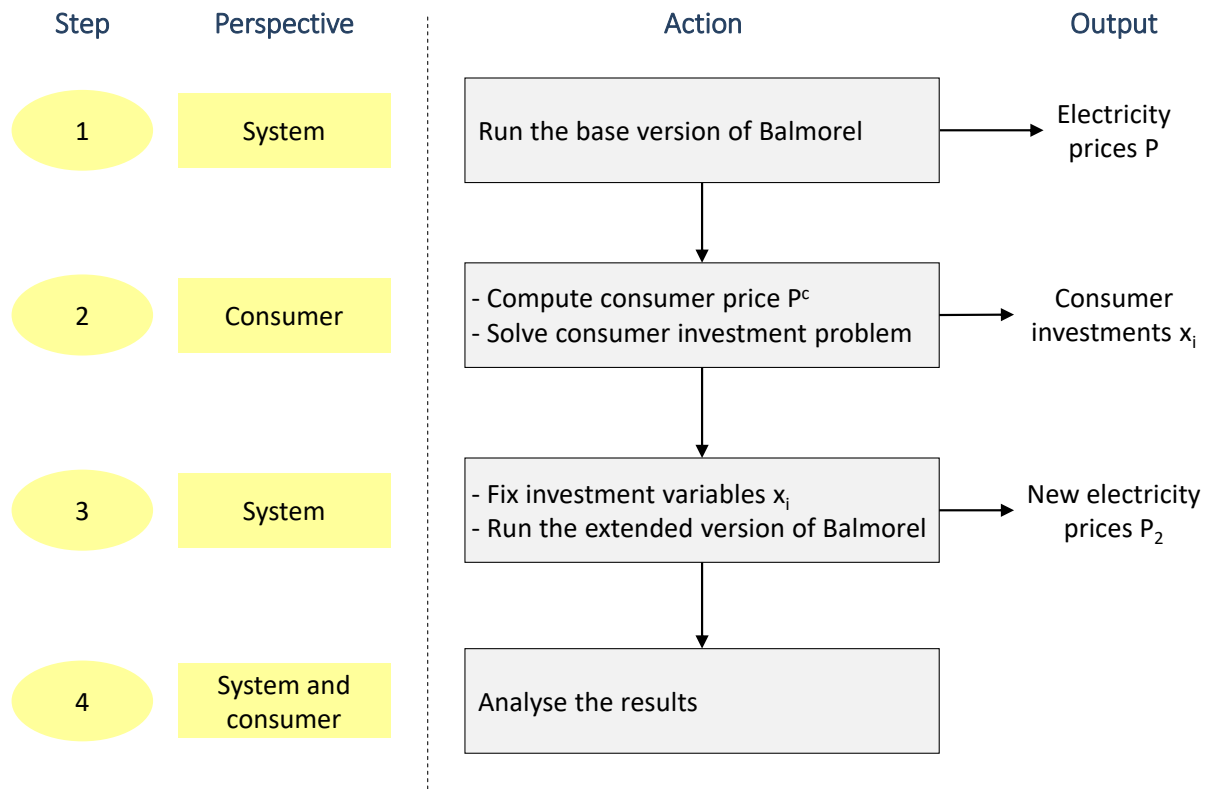 Step Perspective Action Output
1 System Run the base version of Balmorel Electricity
prices P
2 Consumer - Compute consumer price Pᶜ
- Solve consumer investment problem
Consumer
investments xᵢ
3 System - Fix investment variables xᵢ
- Run the extended version of Balmorel
New electricity
prices P₂
4 System and
consumer
Analyse the results